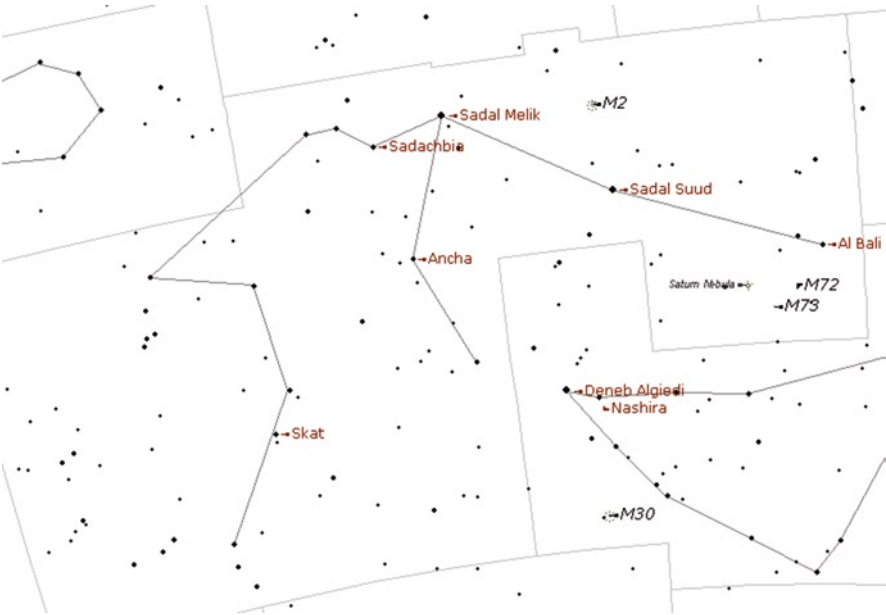 M2
Sadal Melik
Sadachbia
Sadal Suud
Al Bali
Ancha
Saturn Nebula
M72
M73
Deneb Algiedi
Nashira
Skat
M30